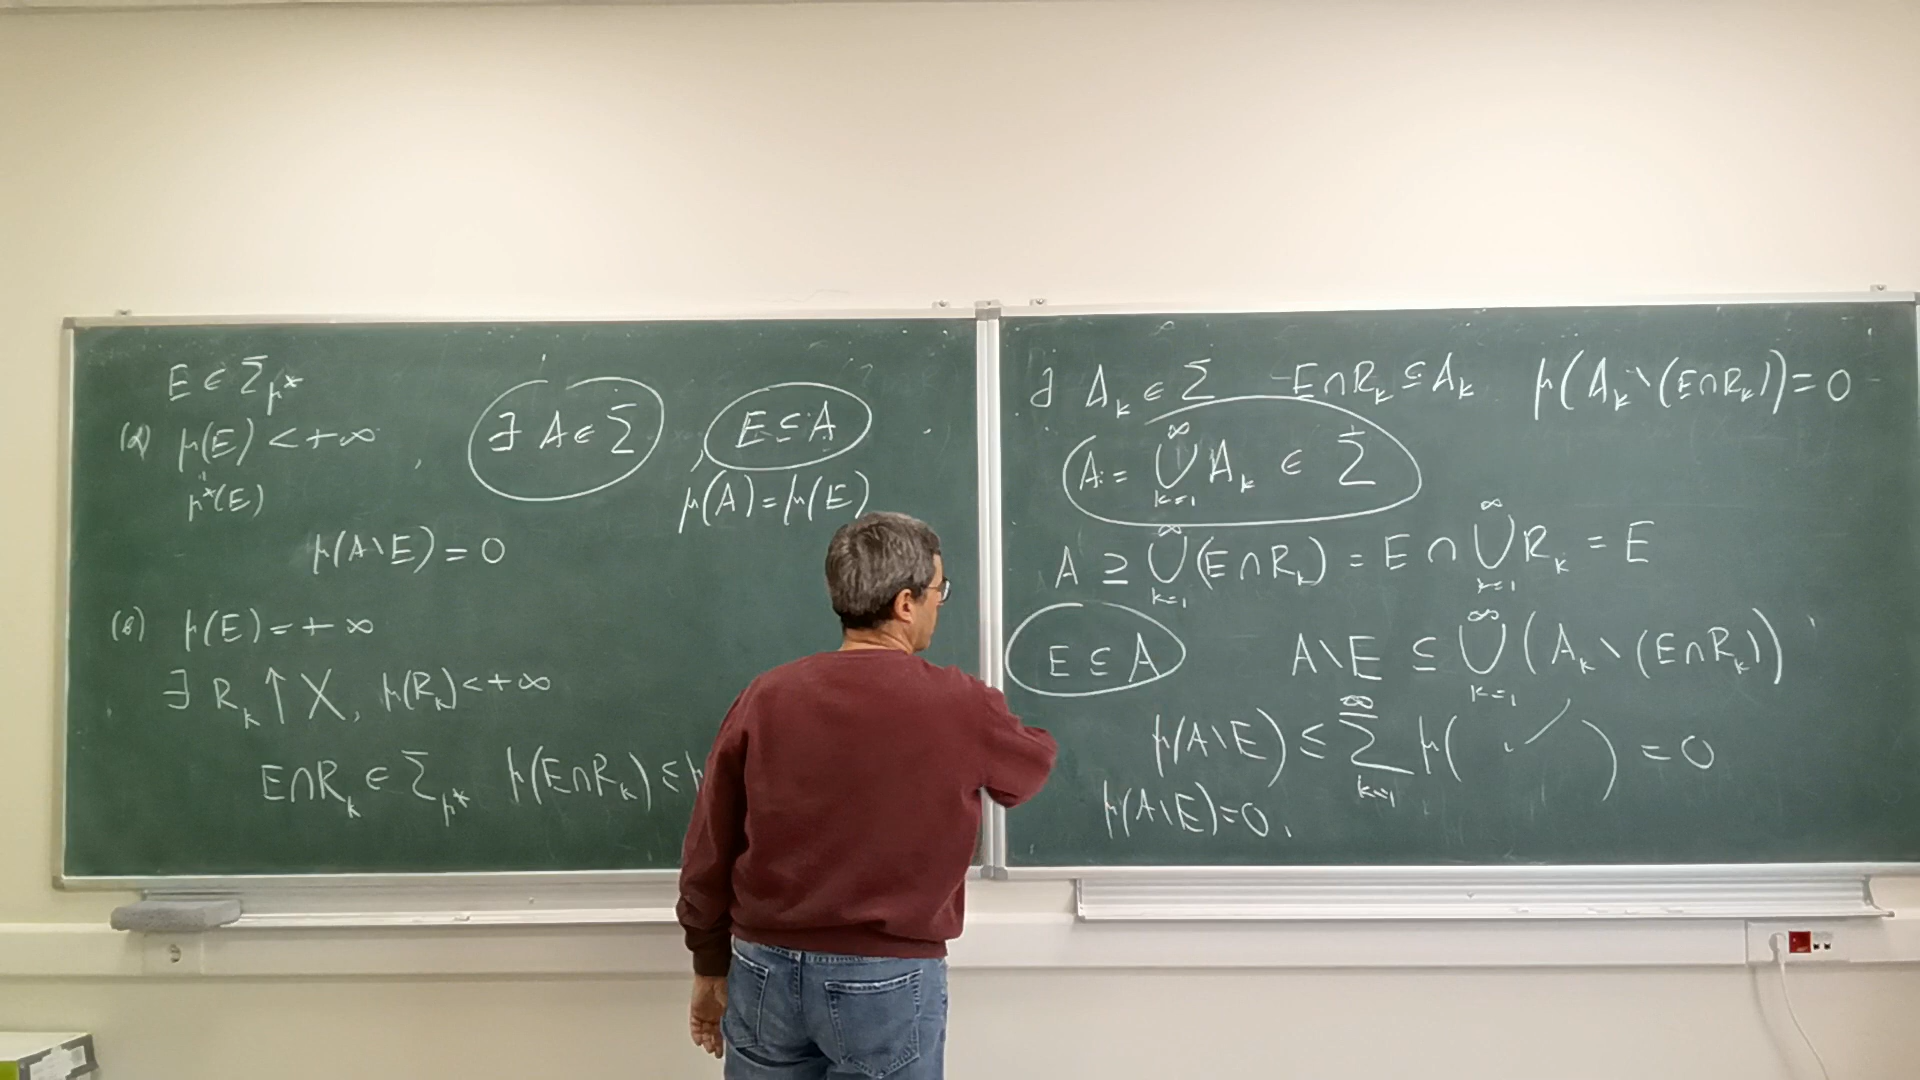 E ∈ Σ_μ*
(α) μ(E) < +∞ , ∃ A ∈ Σ , E ⊆ A
μ*(E) μ(A) = μ(E)
μ(A∖E) = 0
(β) μ(E) = +∞
∃ R_k ↑ X, μ(R_k) < +∞
E∩R_k ∈ Σ_μ* μ(E∩R_k) ≤
∃ A_k ∈ Σ E∩R_k ⊆ A_k μ(A_k∖(E∩R_k)) = 0
A := ⋃_{k=1}^∞ A_k ∈ Σ
A ⊇ ⋃_{k=1}^∞ (E∩R_k) = E ∩ ⋃_{k=1}^∞ R_k = E
E ⊆ A A∖E ⊆ ⋃_{k=1}^∞ (A_k∖(E∩R_k))
μ(A∖E) ≤ ∑_{k=1}^∞ μ( ) = 0
μ(A∖E) = 0.